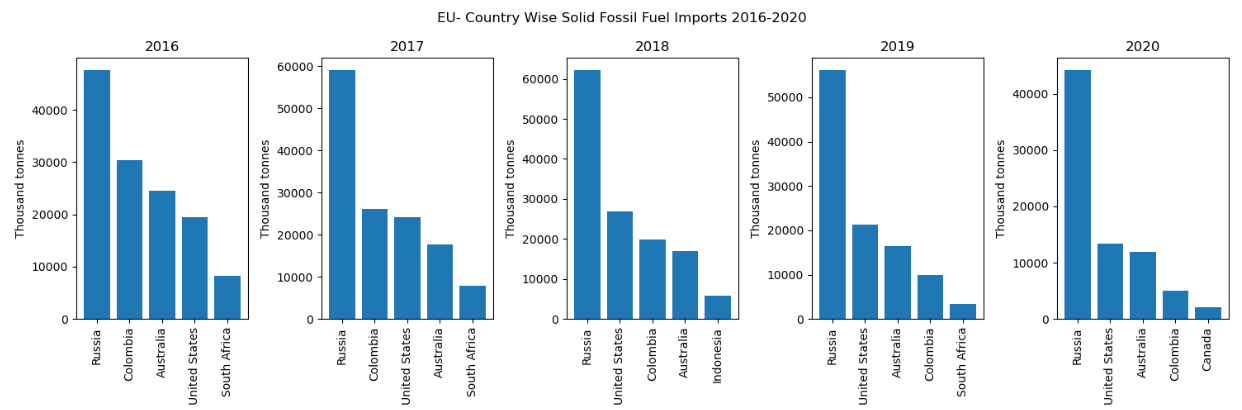 EU- Country Wise Solid Fossil Fuel Imports 2016-2020
2016
Thousand tonnes
40000
30000
20000
10000
0
Russia
Colombia
Australia
United States
South Africa
2017
Thousand tonnes
60000
50000
40000
30000
20000
10000
0
Russia
Colombia
United States
Australia
South Africa
2018
Thousand tonnes
60000
50000
40000
30000
20000
10000
0
Russia
United States
Colombia
Australia
Indonesia
2019
Thousand tonnes
50000
40000
30000
20000
10000
0
Russia
United States
Australia
Colombia
South Africa
2020
Thousand tonnes
40000
30000
20000
10000
0
Russia
United States
Australia
Colombia
Canada